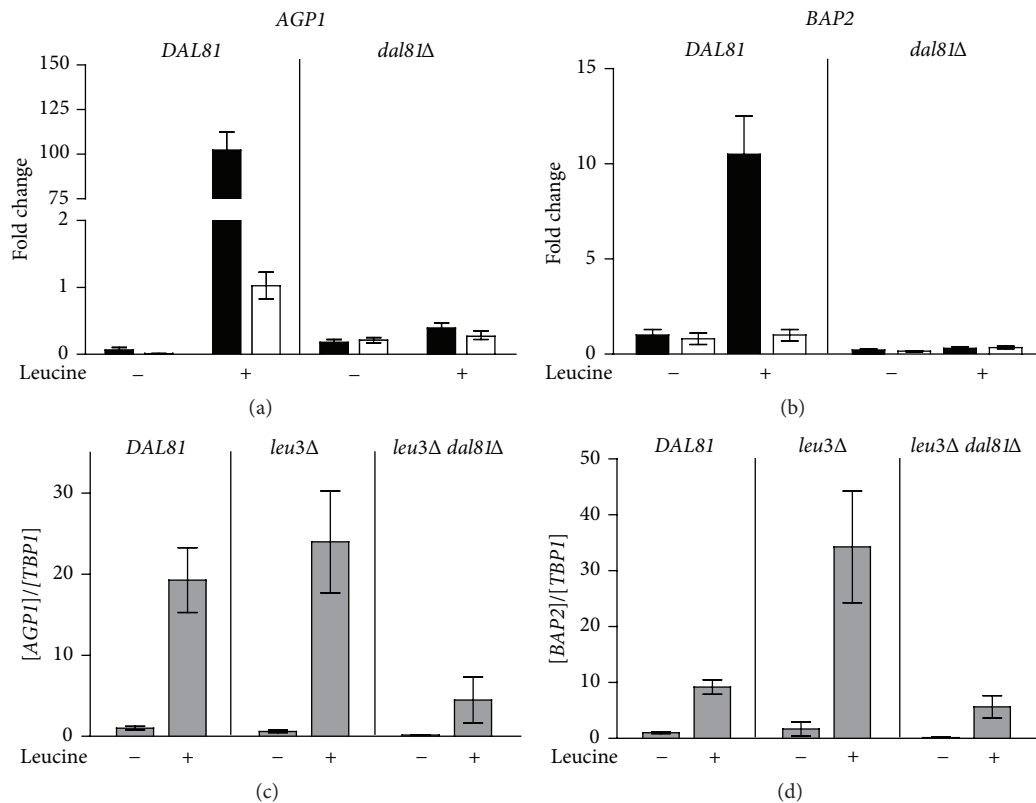 AGP1
DAL81
dal81Δ
Fold change
150
125
100
75
2
1
0
Leucine − + − +
(a)
BAP2
DAL81
dal81Δ
Fold change
15
10
5
0
Leucine − + − +
(b)
DAL81
leu3Δ
leu3Δ dal81Δ
[AGP1]/[TBP1]
30
20
10
0
Leucine − + − + − +
(c)
DAL81
leu3Δ
leu3Δ dal81Δ
[BAP2]/[TBP1]
50
40
30
20
10
0
Leucine − + − + − +
(d)